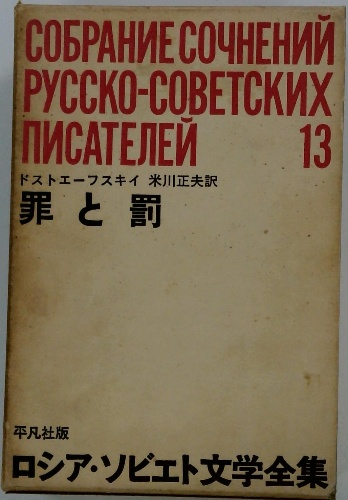 СОБРАНИЕ СОЧНЕНИЙ
РУССКО-СОВЕТСКИХ
ПИСАТЕЛЕЙ 13
ドストエーフスキイ 米川正夫訳
罪と罰
平凡社版
ロシア・ソビエト文学全集